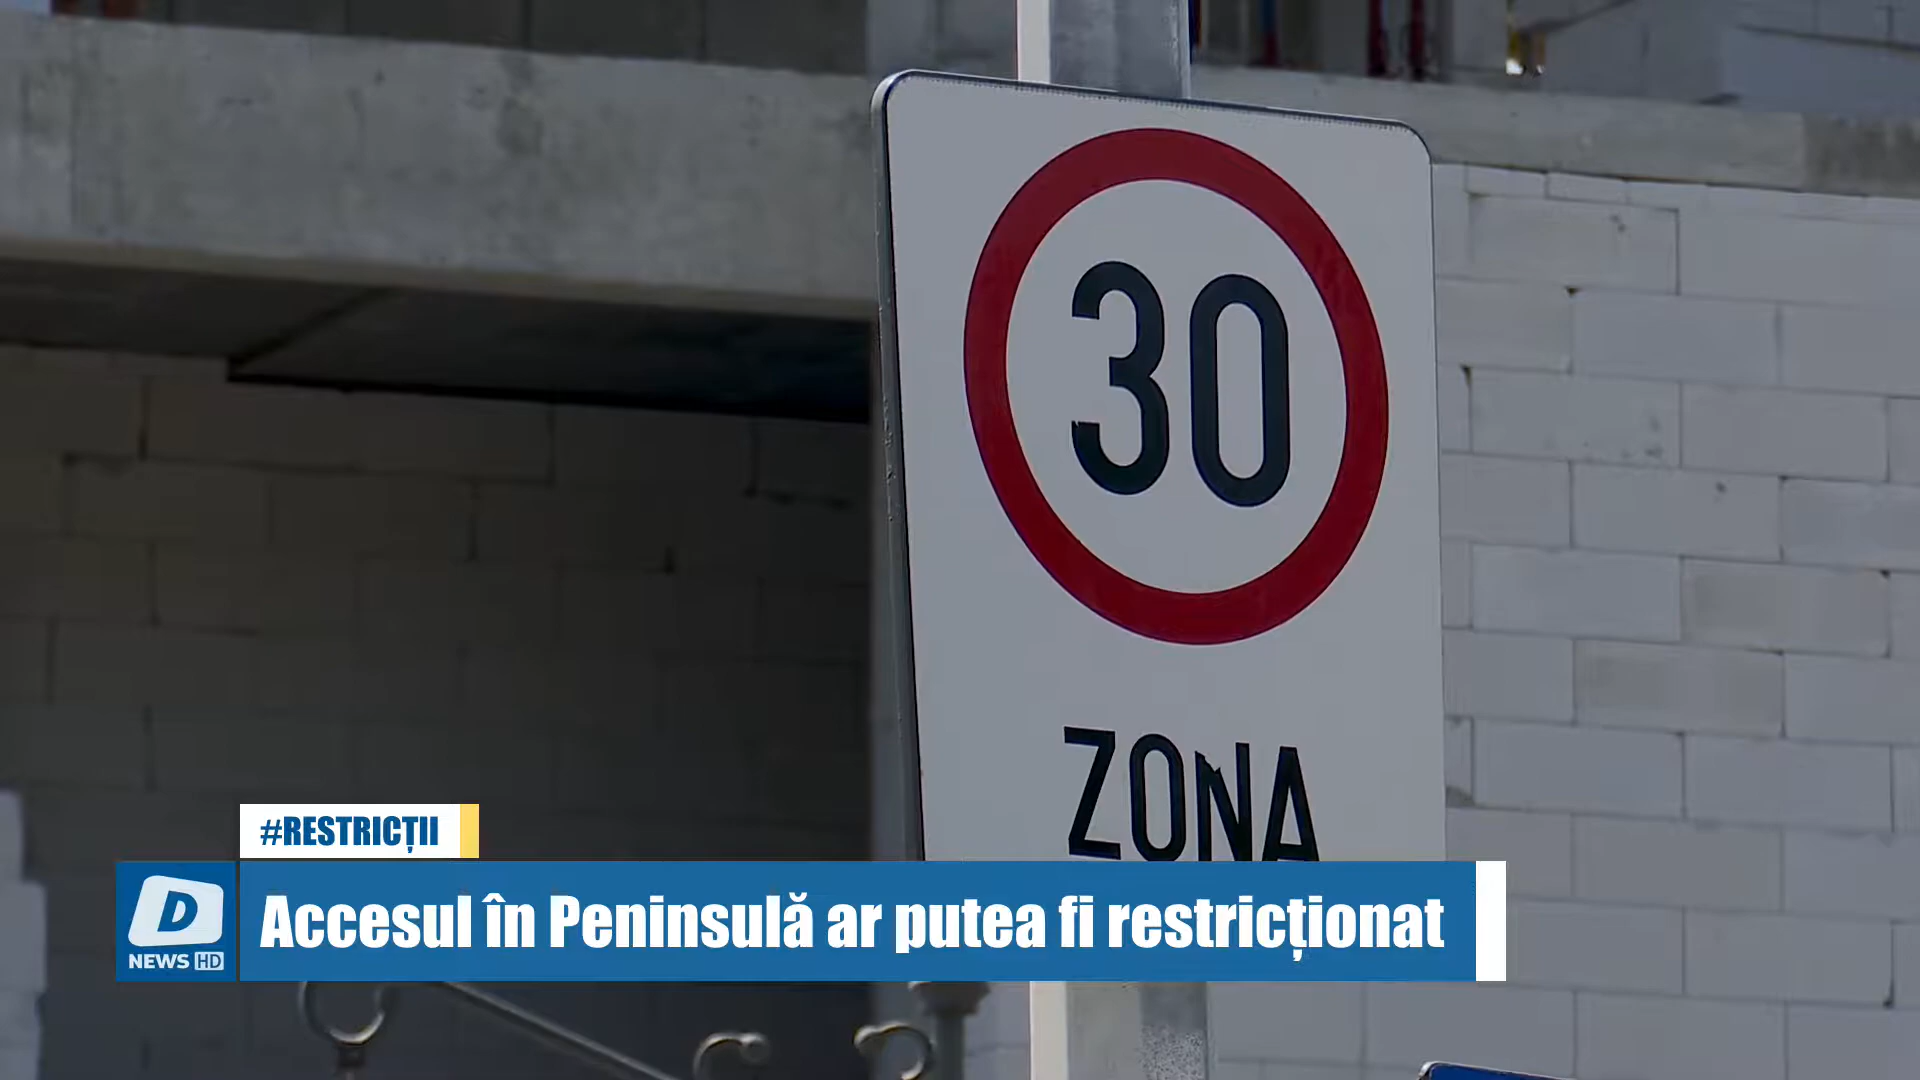 30
ZONA
#RESTRICȚII
Accesul în Peninsulă ar putea fi restricționat
D
NEWS HD